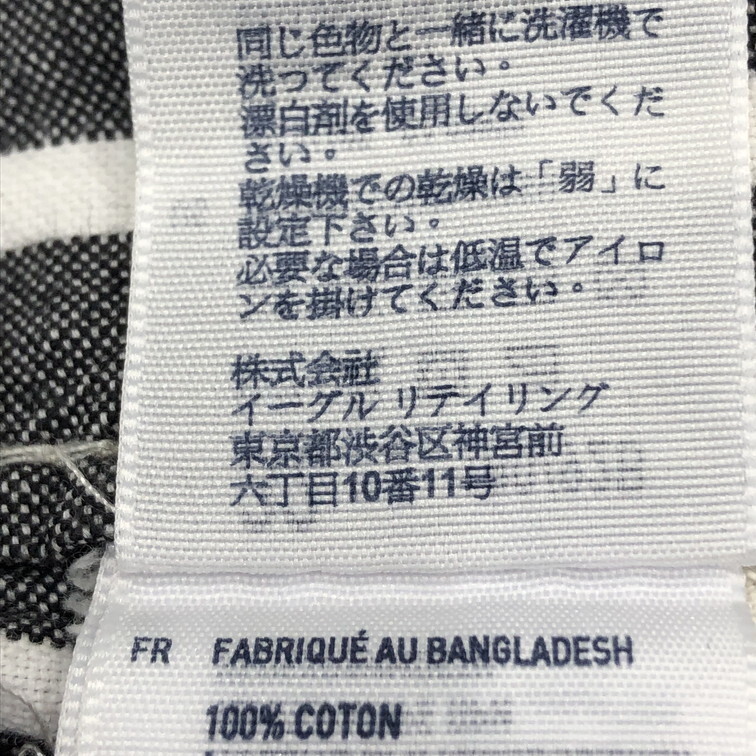 同じ色物と一緒に洗濯機で
洗ってください。
漂白剤を使用しないでくだ
さい。
乾燥機での乾燥は「弱」に
設定下さい。
必要な場合は低温でアイロ
ンを掛けてください。
株式会社
イーグル リテイリング
東京都渋谷区神宮前
六丁目10番11号
FR FABRIQUÉ AU BANGLADESH
100% COTON